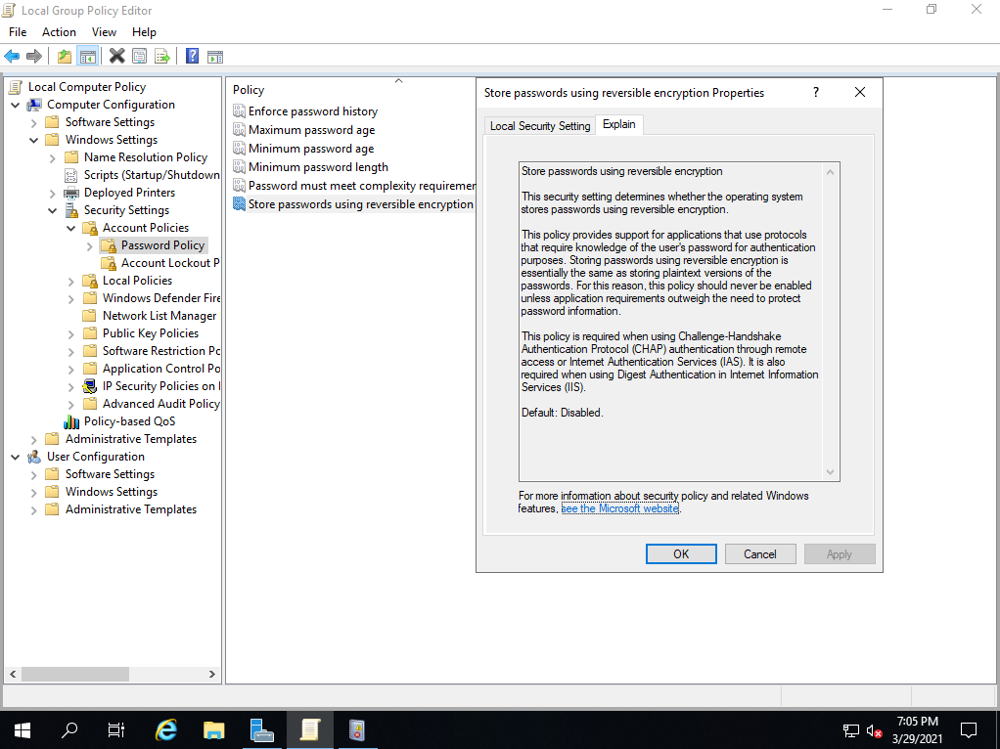 Local Group Policy Editor
File Action View Help
Local Computer Policy
Computer Configuration
Software Settings
Windows Settings
Name Resolution Policy
Scripts (Startup/Shutdown
Deployed Printers
Security Settings
Account Policies
Password Policy
Account Lockout P
Local Policies
Windows Defender Fire
Network List Manager
Public Key Policies
Software Restriction Po
Application Control Po
IP Security Policies on
Advanced Audit Policy
Policy-based QoS
Administrative Templates
User Configuration
Software Settings
Windows Settings
Administrative Templates
Policy
Enforce password history
Maximum password age
Minimum password age
Minimum password length
Password must meet complexity requiremer
Store passwords using reversible encryption
Store passwords using reversible encryption Properties
Local Security Setting Explain
Store passwords using reversible encryption
This security setting determines whether the operating system
stores passwords using reversible encryption.
This policy provides support for applications that use protocols
that require knowledge of the user's password for authentication
purposes. Storing passwords using reversible encryption is
essentially the same as storing plaintext versions of the
passwords. For this reason, this policy should never be enabled
unless application requirements outweigh the need to protect
password information.
This policy is required when using Challenge-Handshake
Authentication Protocol (CHAP) authentication through remote
access or Internet Authentication Services (IAS). It is also
required when using Digest Authentication in Internet Information
Services (IIS).
Default: Disabled.
For more information about security policy and related Windows
features, see the Microsoft website.
OK Cancel Apply
7:05 PM
3/29/2021